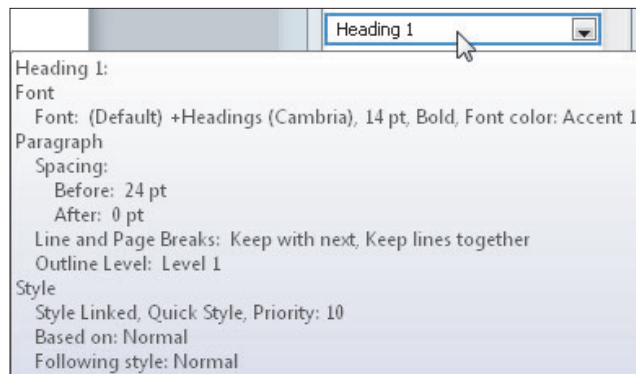 Heading 1
Heading 1:
Font
Font: (Default) +Headings (Cambria), 14 pt, Bold, Font color: Accent 1
Paragraph
Spacing:
Before: 24 pt
After: 0 pt
Line and Page Breaks: Keep with next, Keep lines together
Outline Level: Level 1
Style
Style Linked, Quick Style, Priority: 10
Based on: Normal
Following style: Normal